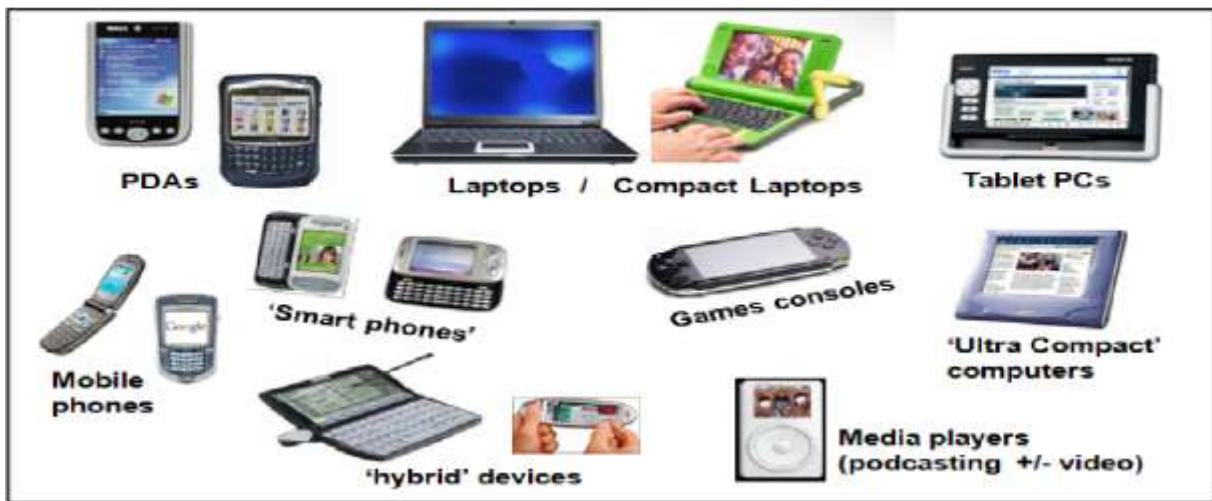 DELL
PDAs
Laptops / Compact Laptops
Tablet PCs
'Smart phones'
Games consoles
Google
Mobile
phones
'Ultra Compact'
computers
'hybrid' devices
Media players
(podcasting +/- video)